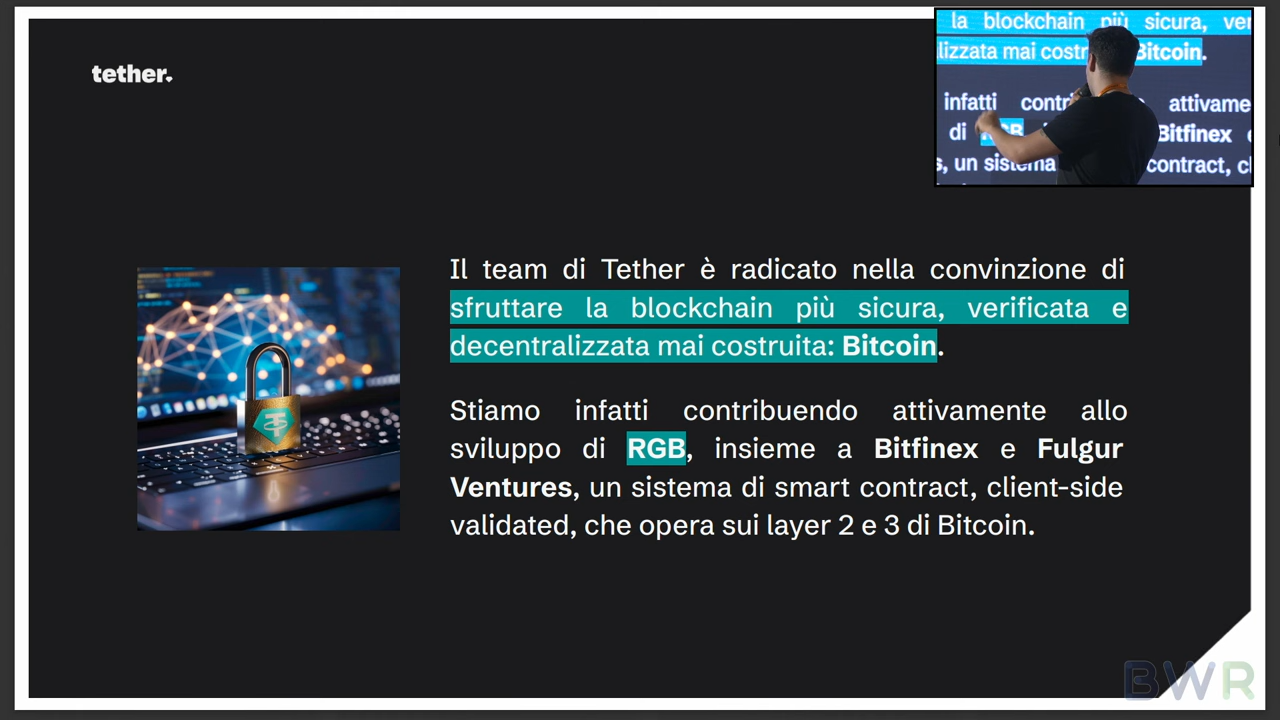 tether.
la blockchain più sicura, ver
lizzata mai costr Bitcoin.
infatti contr attivame
di RGB Bitfinex
s, un sistema contract, cl
Il team di Tether è radicato nella convinzione di
sfruttare la blockchain più sicura, verificata e
decentralizzata mai costruita: Bitcoin.
Stiamo infatti contribuendo attivamente allo
sviluppo di RGB, insieme a Bitfinex e Fulgur
Ventures, un sistema di smart contract, client-side
validated, che opera sui layer 2 e 3 di Bitcoin.
BWR